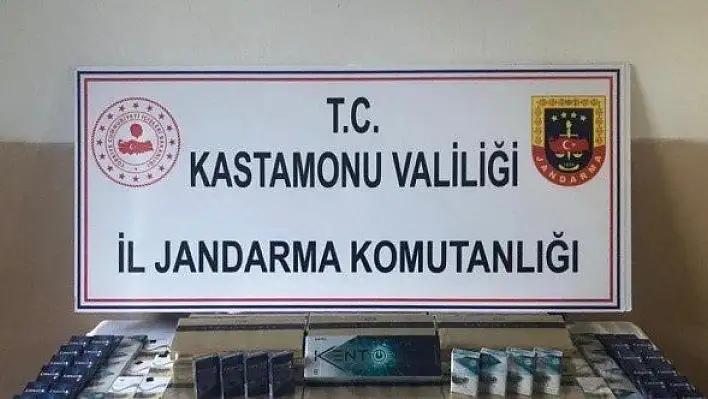 T.C.
KASTAMONU VALİLİĞİ
JANDARMA
İL JANDARMA KOMUTANLIĞI
KENT